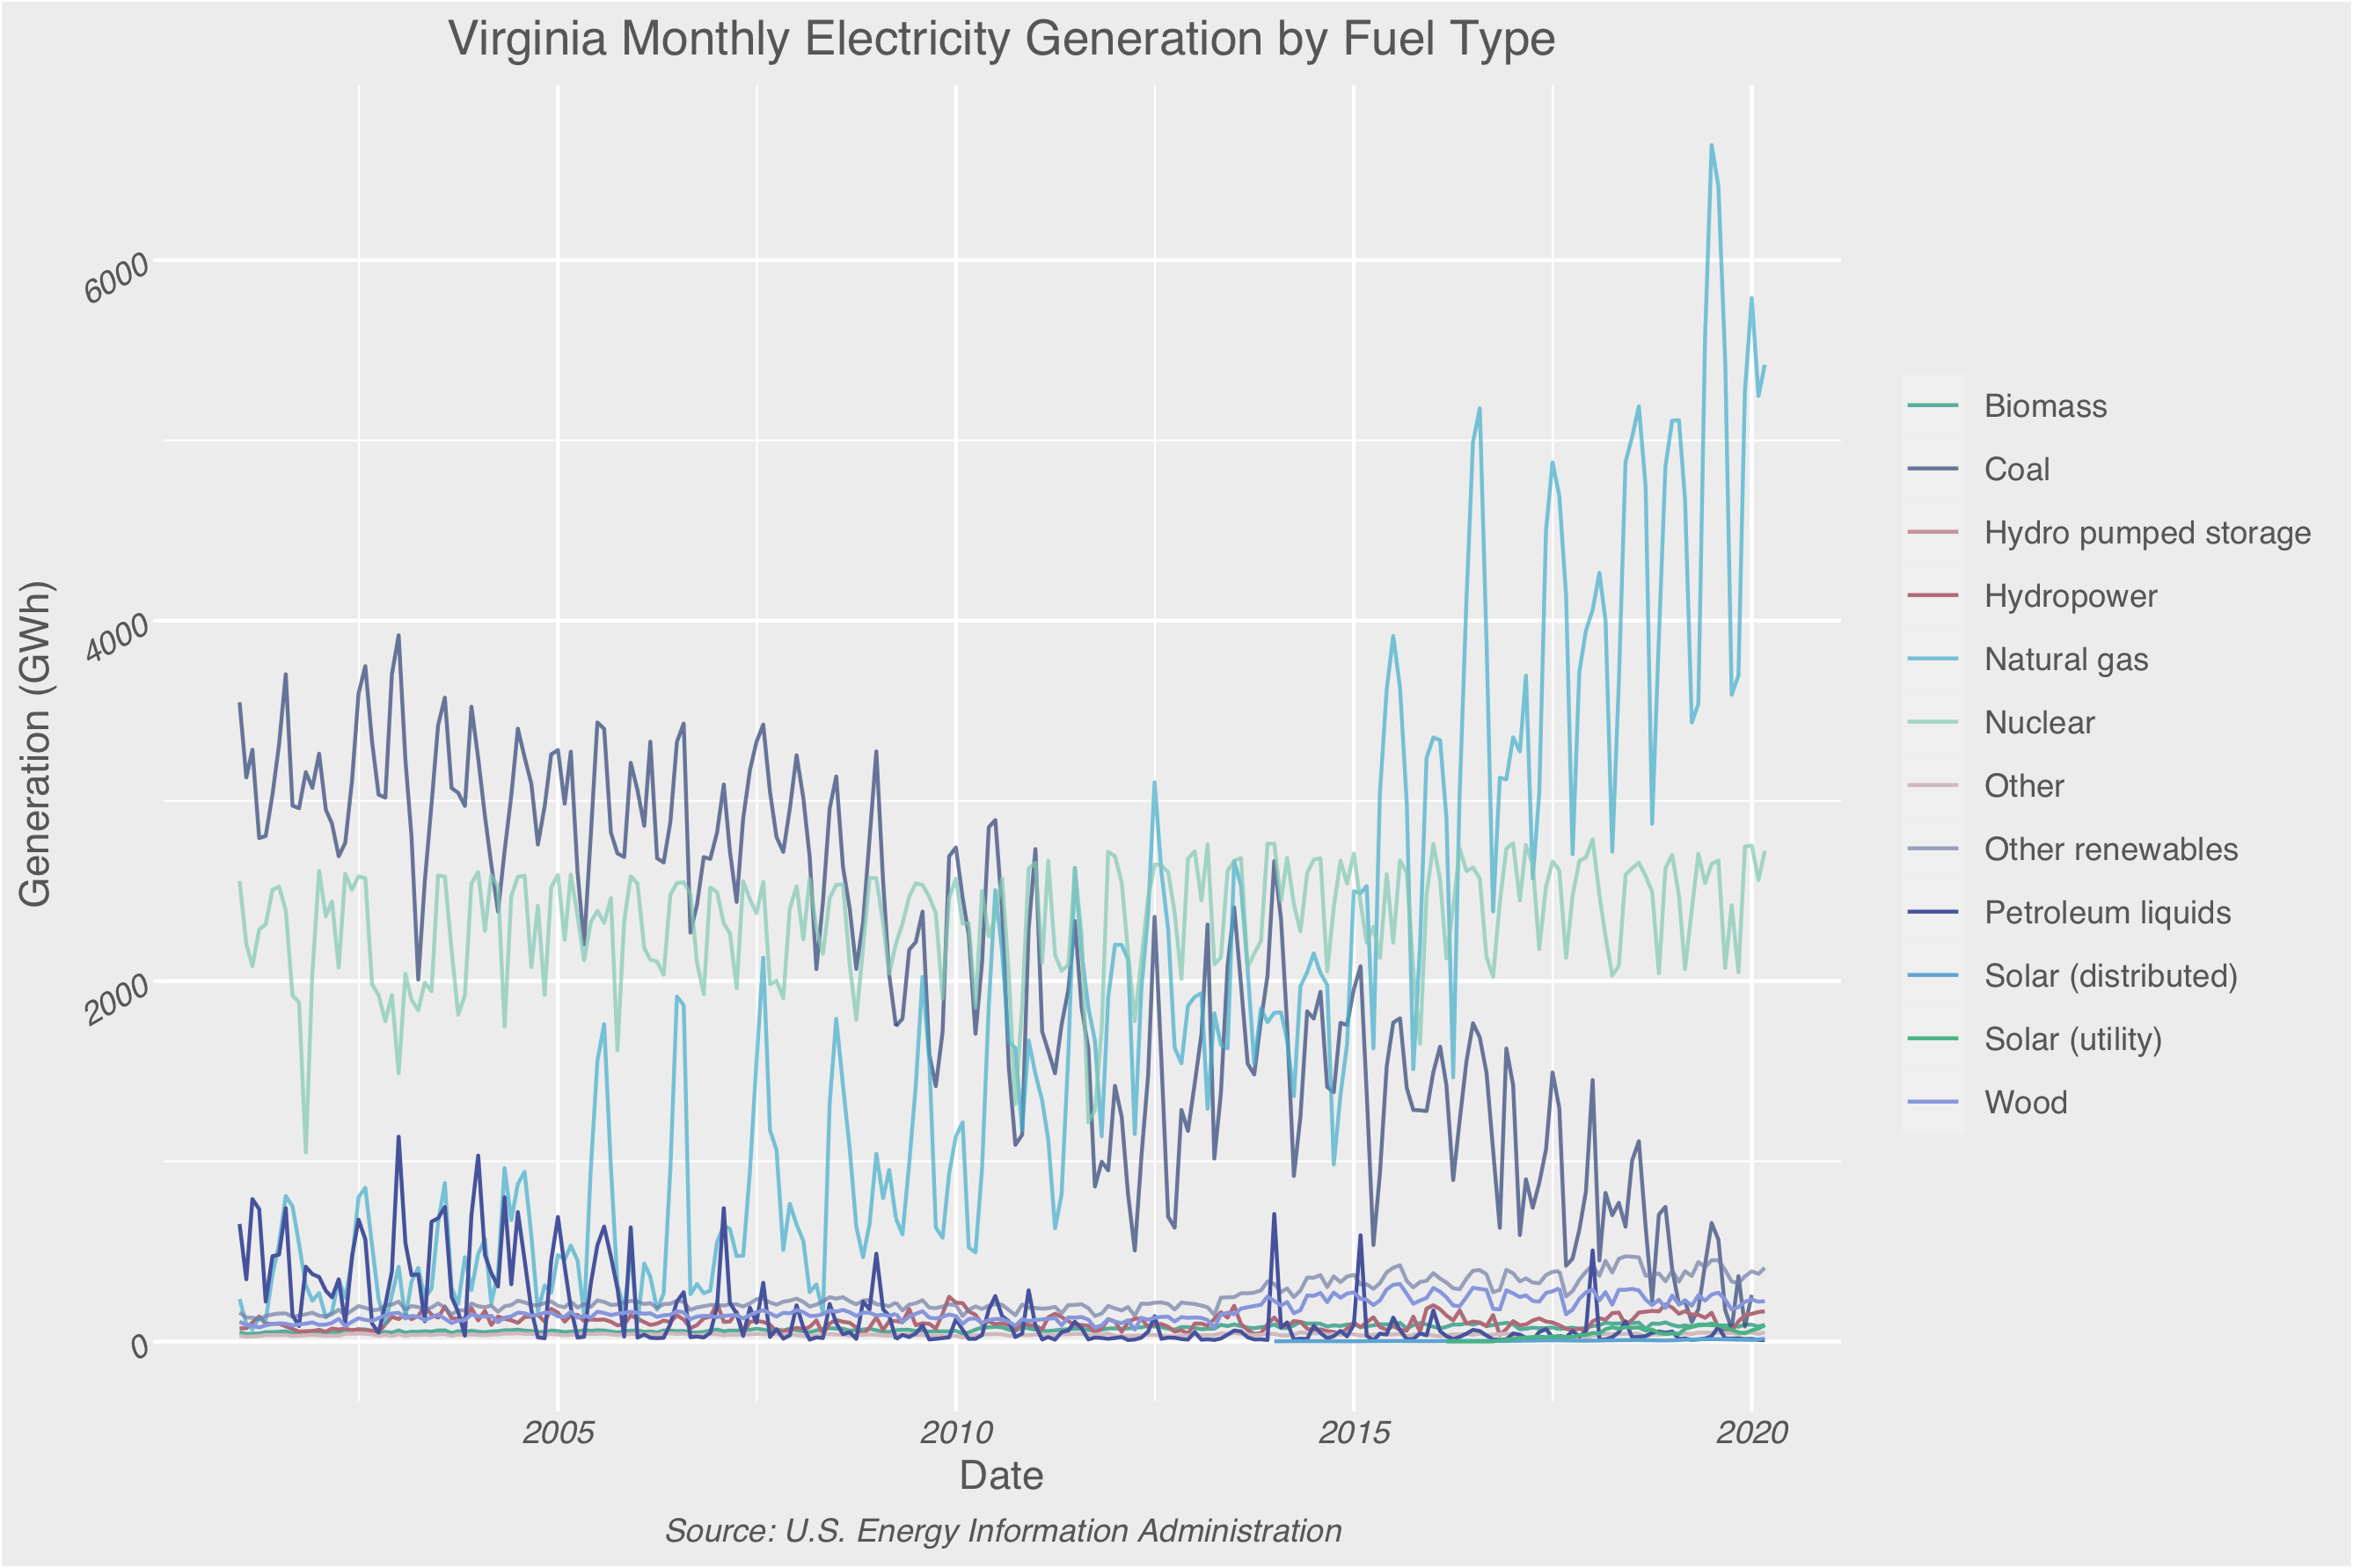 Virginia Monthly Electricity Generation by Fuel Type
Generation (GWh)
6000
4000
2000
0
2005
2010
2015
2020
Date
Source: U.S. Energy Information Administration
Biomass
Coal
Hydro pumped storage
Hydropower
Natural gas
Nuclear
Other
Other renewables
Petroleum liquids
Solar (distributed)
Solar (utility)
Wood